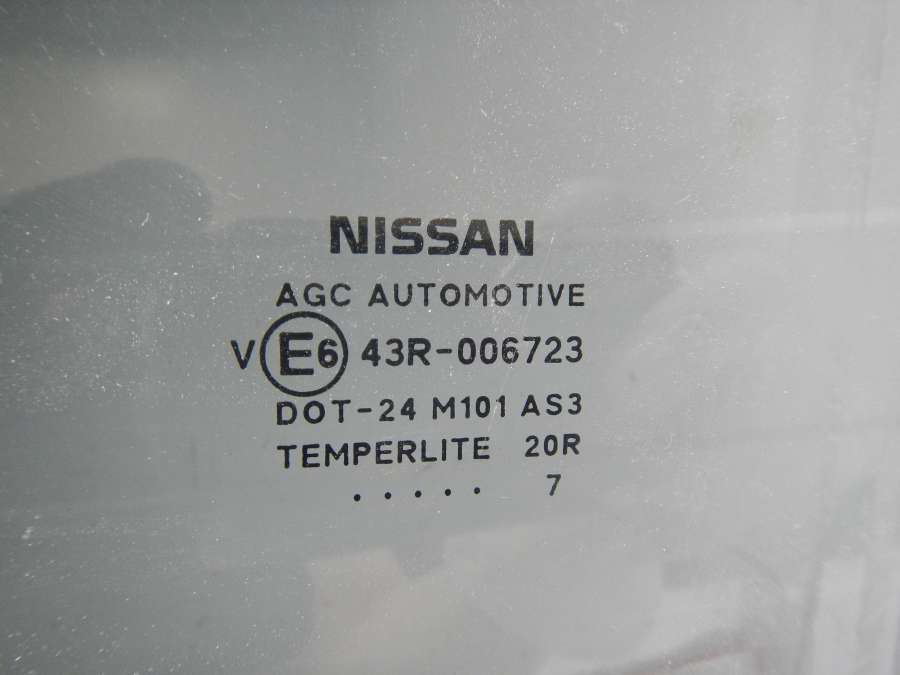 NISSAN
AGC AUTOMOTIVE
V E6 43R-006723
DOT-24 M101 AS3
TEMPERLITE 20R
. . . . . 7